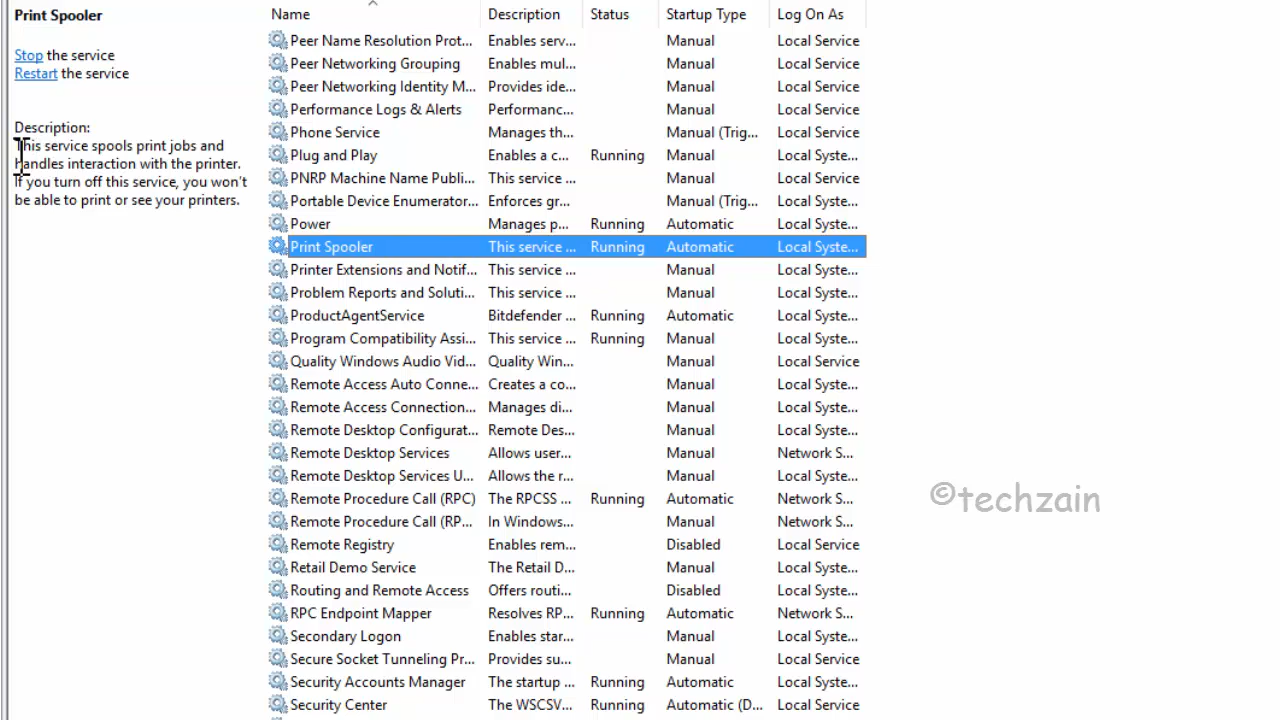 Print Spooler
Stop the service
Restart the service
Description:
This service spools print jobs and
handles interaction with the printer.
If you turn off this service, you won't
be able to print or see your printers.
Name Description Status Startup Type Log On As
Peer Name Resolution Prot... Enables serv... Manual Local Service
Peer Networking Grouping Enables mul... Manual Local Service
Peer Networking Identity M... Provides ide... Manual Local Service
Performance Logs & Alerts Performanc... Manual Local Service
Phone Service Manages th... Manual (Trig... Local Service
Plug and Play Enables a c... Running Manual Local Syste...
PNRP Machine Name Publi... This service ... Manual Local Service
Portable Device Enumerator... Enforces gr... Manual (Trig... Local Syste...
Power Manages p... Running Automatic Local Syste...
Print Spooler This service ... Running Automatic Local Syste...
Printer Extensions and Notif... This service ... Manual Local Syste...
Problem Reports and Soluti... This service ... Manual Local Syste...
ProductAgentService Bitdefender ... Running Automatic Local Syste...
Program Compatibility Assi... This service ... Running Manual Local Syste...
Quality Windows Audio Vid... Quality Win... Manual Local Service
Remote Access Auto Conne... Creates a co... Manual Local Syste...
Remote Access Connection... Manages di... Manual Local Syste...
Remote Desktop Configurat... Remote Des... Manual Local Syste...
Remote Desktop Services Allows user... Manual Network S...
Remote Desktop Services U... Allows the r... Manual Local Syste...
Remote Procedure Call (RPC) The RPCSS ... Running Automatic Network S...
Remote Procedure Call (RP... In Windows... Manual Network S...
Remote Registry Enables rem... Disabled Local Service
Retail Demo Service The Retail D... Manual Local Syste...
Routing and Remote Access Offers routi... Disabled Local Syste...
RPC Endpoint Mapper Resolves RP... Running Automatic Network S...
Secondary Logon Enables star... Manual Local Syste...
Secure Socket Tunneling Pr... Provides su... Manual Local Service
Security Accounts Manager The startup ... Running Automatic Local Syste...
Security Center The WSCSV... Running Automatic (D... Local Service
©techzain